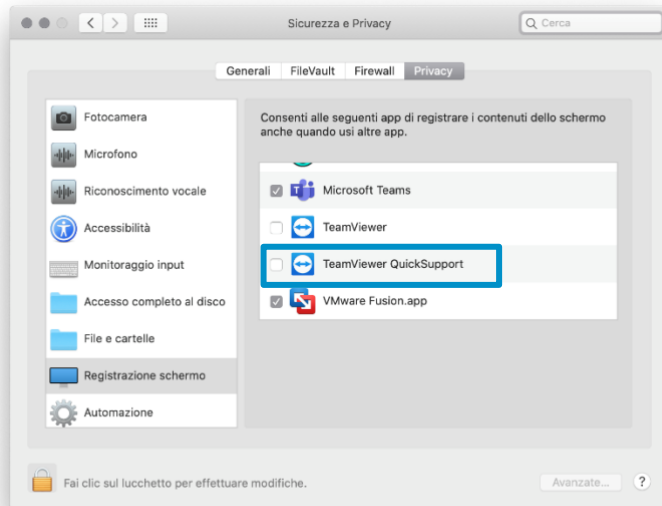 Sicurezza e Privacy
Cerca
Generali FileVault Firewall Privacy
Fotocamera
Microfono
Riconoscimento vocale
Accessibilità
Monitoraggio input
Accesso completo al disco
File e cartelle
Registrazione schermo
Automazione
Consenti alle seguenti app di registrare i contenuti dello schermo
anche quando usi altre app.
Microsoft Teams
TeamViewer
TeamViewer QuickSupport
VMware Fusion.app
Fai clic sul lucchetto per effettuare modifiche.
Avanzate...
?